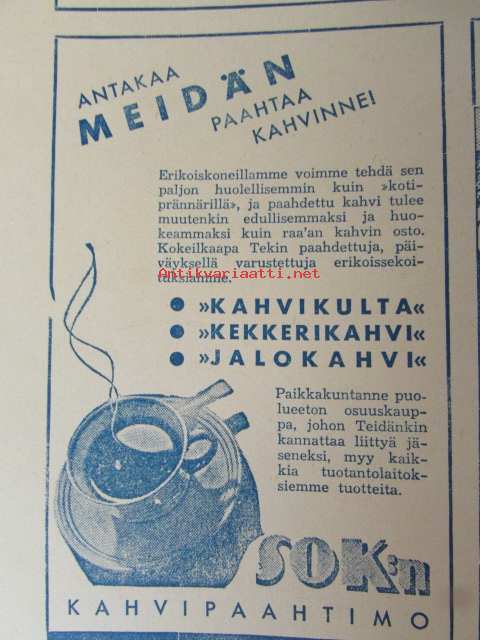 ANTAKAA
MEIDÄN
PAAHTAA
KAHVINNE!
Erikoiskoneillamme voimme tehdä sen
paljon huolellisemmin kuin »koti-
prännärillä», ja paahdettu kahvi tulee
muutenkin edullisemmaksi ja huo-
keammaksi kuin raa'an kahvin osto.
Kokeilkaapa Tekin paahdettuja, päi-
väyksellä varustettuja erikoissekoi-
tuksiamme.
Antikvariaatti.net
● »KAHVIKULTA«
● »KEKKERIKAHVI«
● »JALOKAHVI«
Paikkakuntanne puo-
lueeton osuuskaup-
pa, johon Teidänkin
kannattaa liittyä jä-
seneksi, myy kaik-
kia tuotantolaitok-
siemme tuotteita.
SOK:n
KAHVIPAAHTIMO